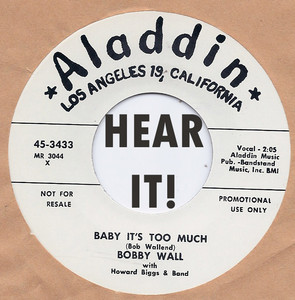 Aladdin
LOS ANGELES 19, CALIFORNIA
45-3433
MR 3044
X
HEAR
IT!
Vocal - 2:05
Aladdin Music
Pub.-Bandstand
Music, Inc. BMI
NOT FOR
RESALE
PROMOTIONAL
USE ONLY
BABY IT'S TOO MUCH
(Bob Wallend)
BOBBY WALL
with
Howard Biggs & Band